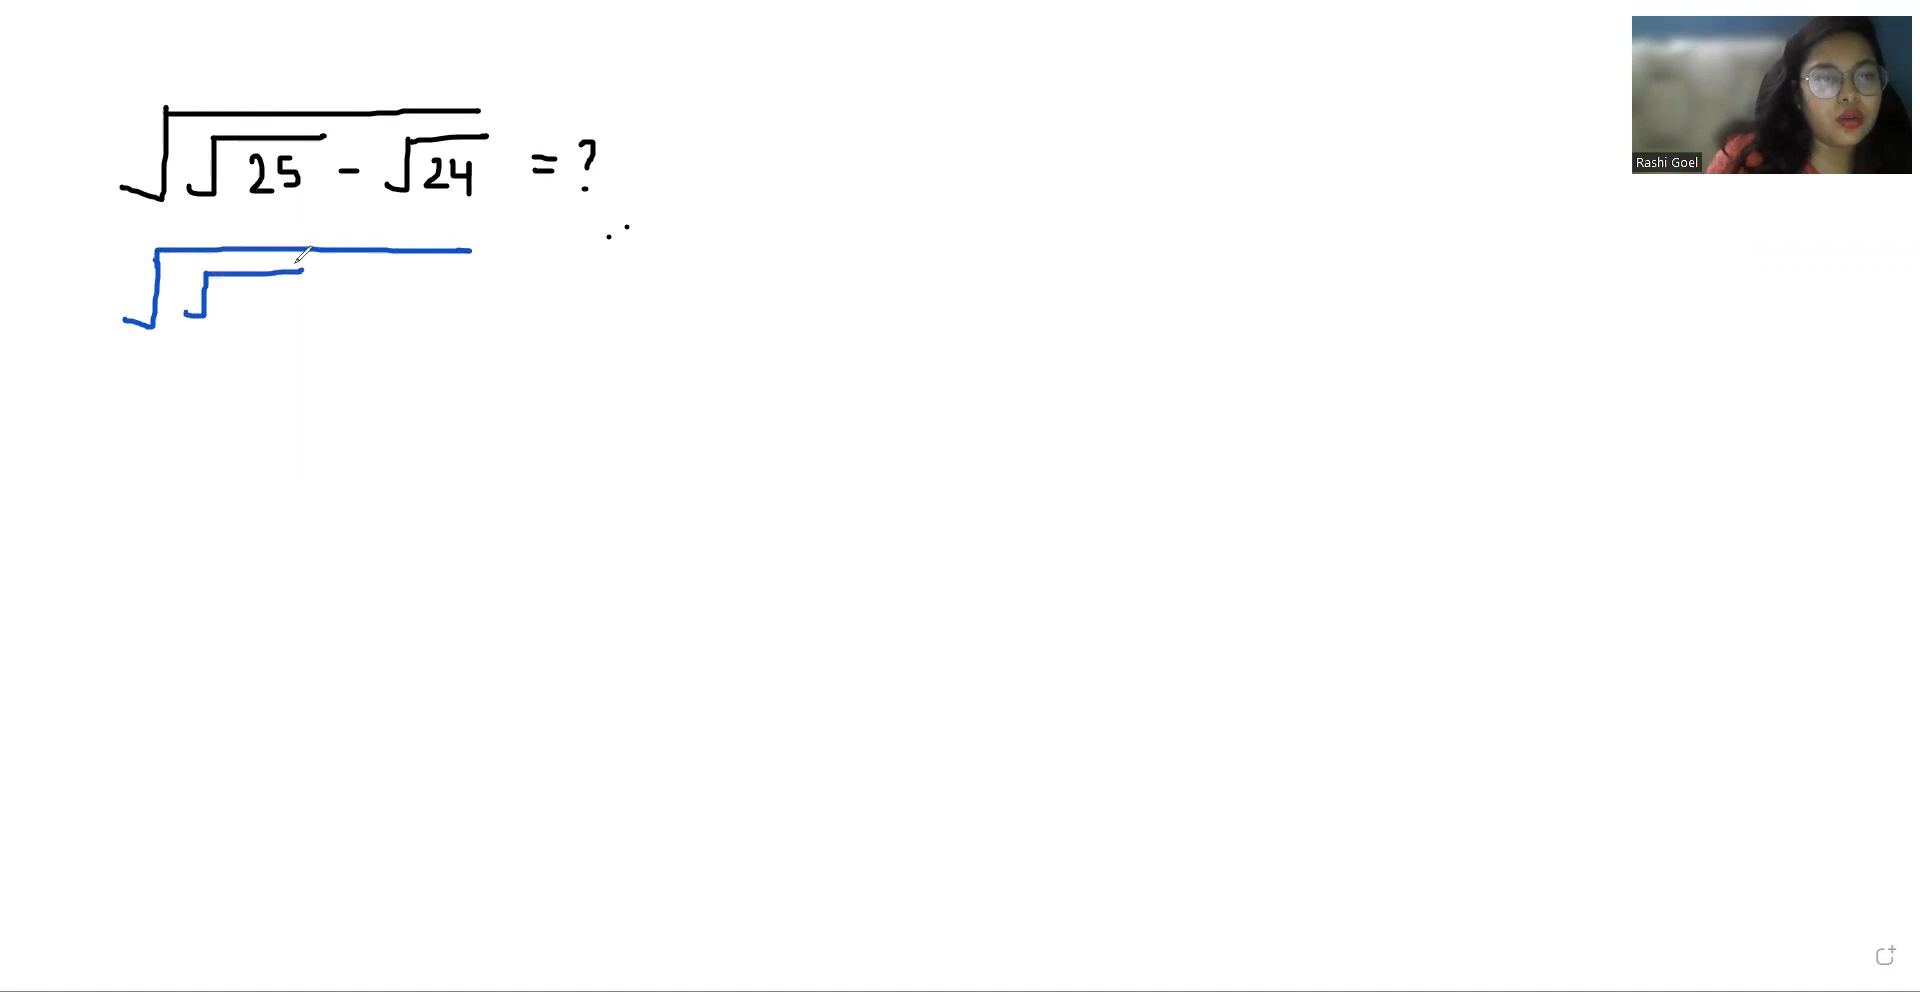 √(√25 - √24) = ?
√(√
Rashi Goel